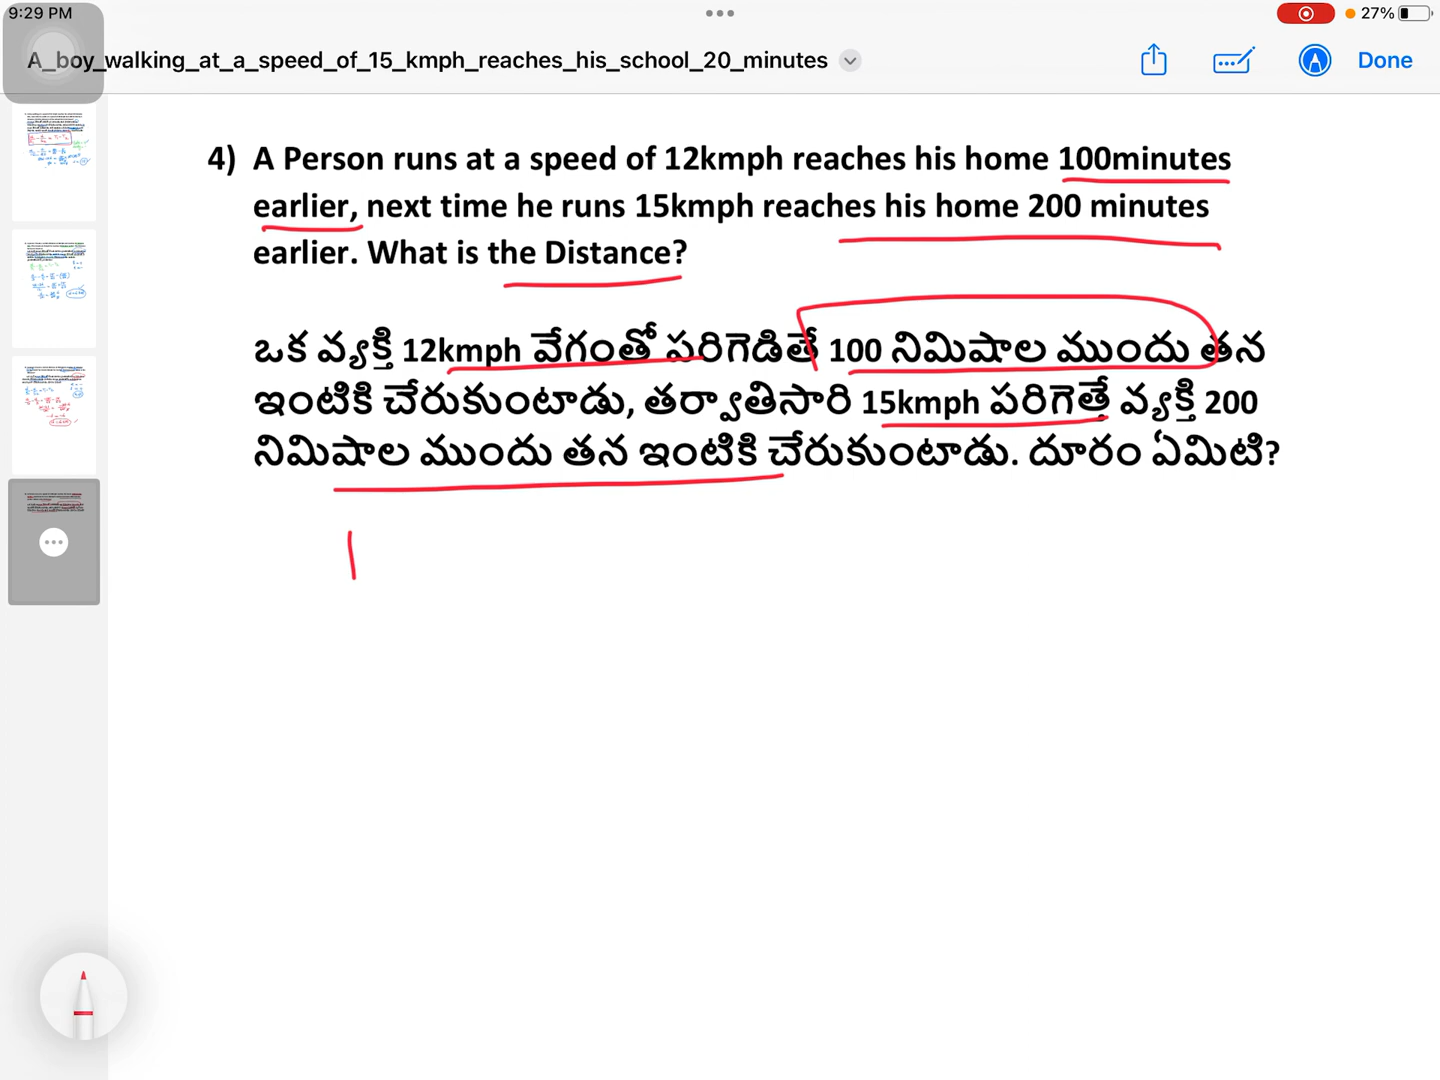 9:29 PM
27%
A_boy_walking_at_a_speed_of_15_kmph_reaches_his_school_20_minutes
Done
4) A Person runs at a speed of 12kmph reaches his home 100minutes
earlier, next time he runs 15kmph reaches his home 200 minutes
earlier. What is the Distance?
ఒక వ్యక్తి 12kmph వేగంతో పరిగెడితే 100 నిమిషాల ముందు తన
ఇంటికి చేరుకుంటాడు, తర్వాతిసారి 15kmph పరిగెత్తే వ్యక్తి 200
నిమిషాల ముందు తన ఇంటికి చేరుకుంటాడు. దూరం ఏమిటి?